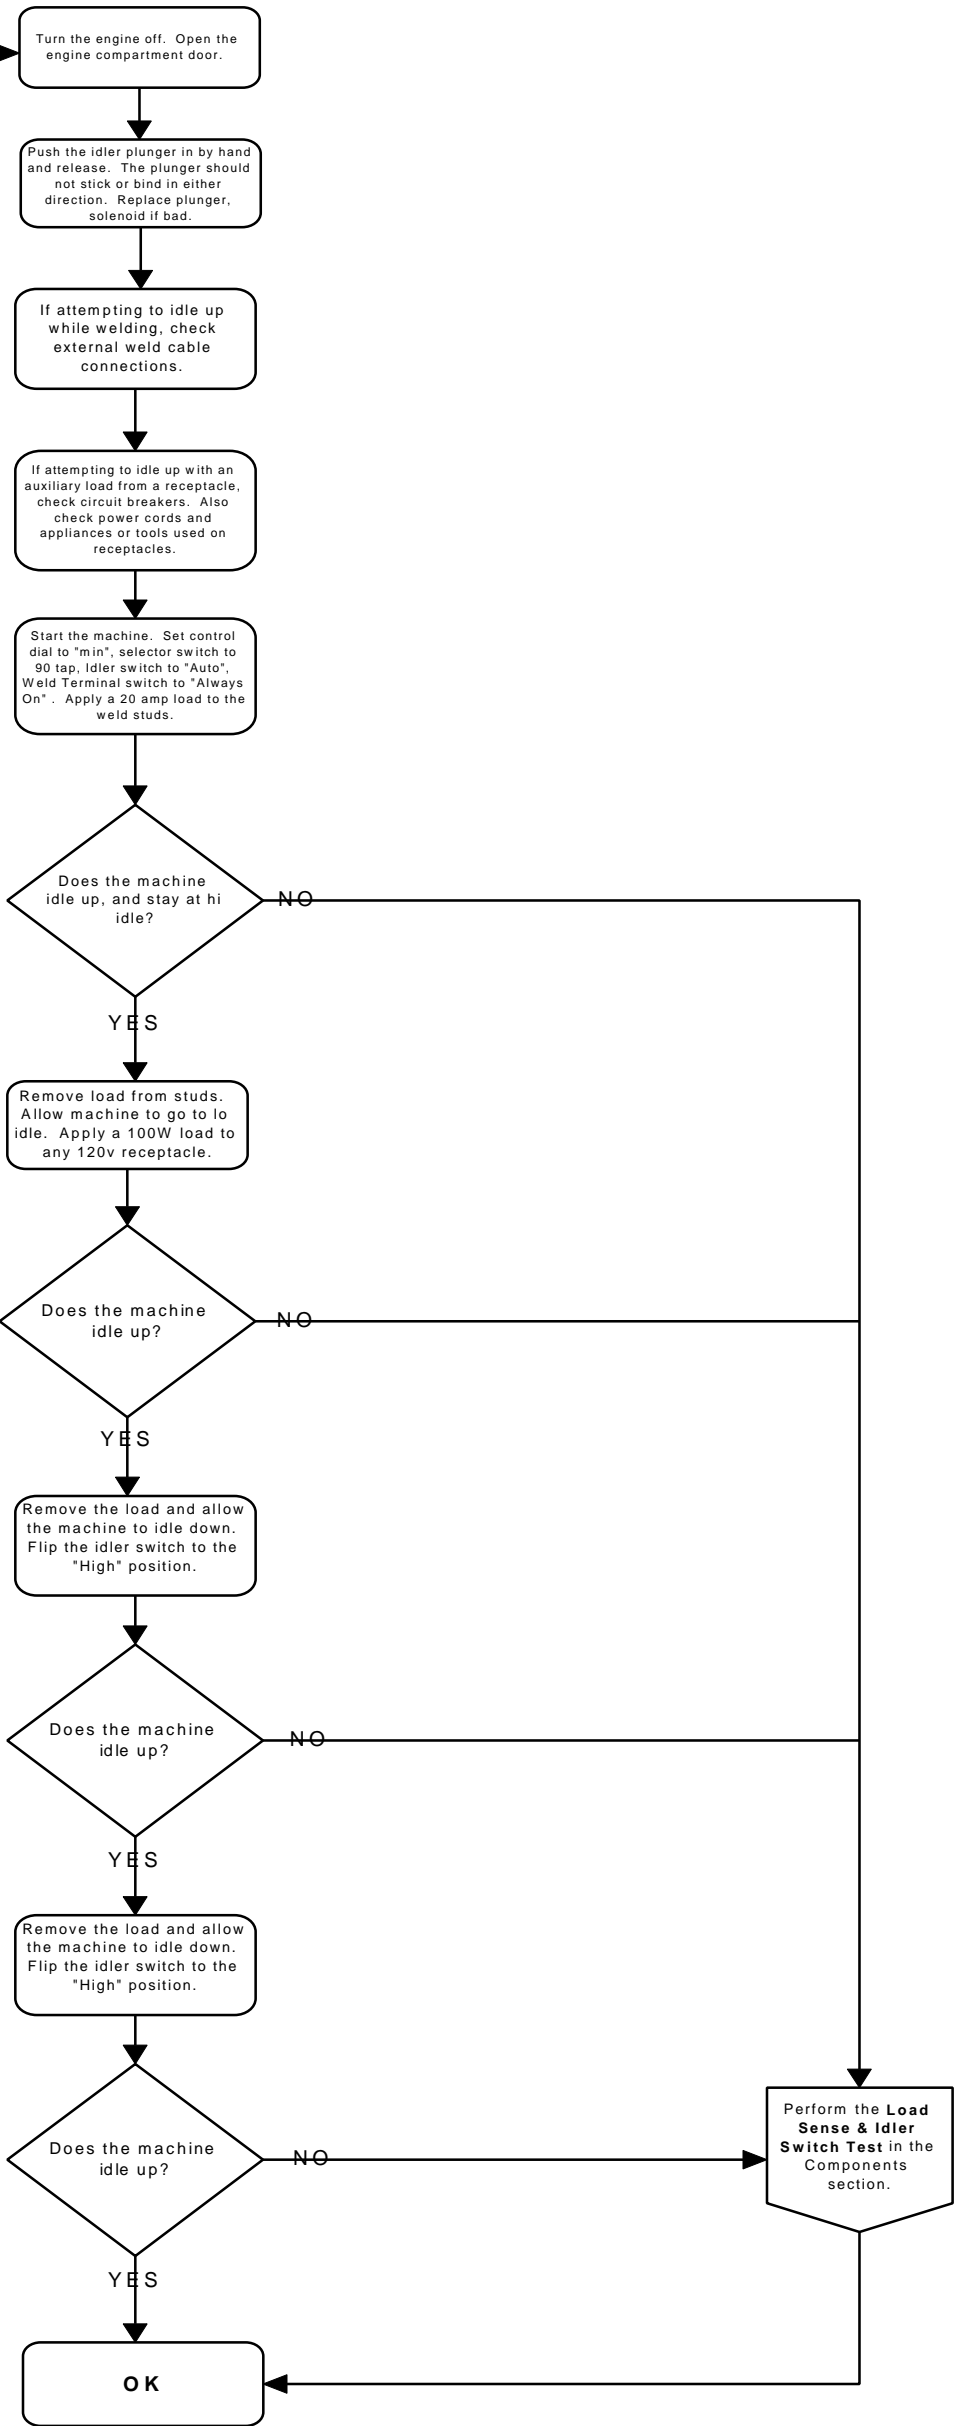 Turn the engine off. Open the
engine compartment door.
Push the idler plunger in by hand
and release. The plunger should
not stick or bind in either
direction. Replace plunger,
solenoid if bad.
If attempting to idle up
while welding, check
external weld cable
connections.
If attempting to idle up with an
auxiliary load from a receptacle,
check circuit breakers. Also
check power cords and
appliances or tools used on
receptacles.
Start the machine. Set control
dial to "min", selector switch to
90 tap, Idler switch to "Auto",
Weld Terminal switch to "Always
On" . Apply a 20 amp load to the
weld studs.
Does the machine
idle up, and stay at hi
idle?
NO
YES
Remove load from studs.
Allow machine to go to lo
idle. Apply a 100W load to
any 120v receptacle.
Does the machine
idle up?
NO
YES
Remove the load and allow
the machine to idle down.
Flip the idler switch to the
"High" position.
Does the machine
idle up?
NO
YES
Remove the load and allow
the machine to idle down.
Flip the idler switch to the
"High" position.
Does the machine
idle up?
NO
Perform the Load
Sense & Idler
Switch Test in the
Components
section.
YES
OK